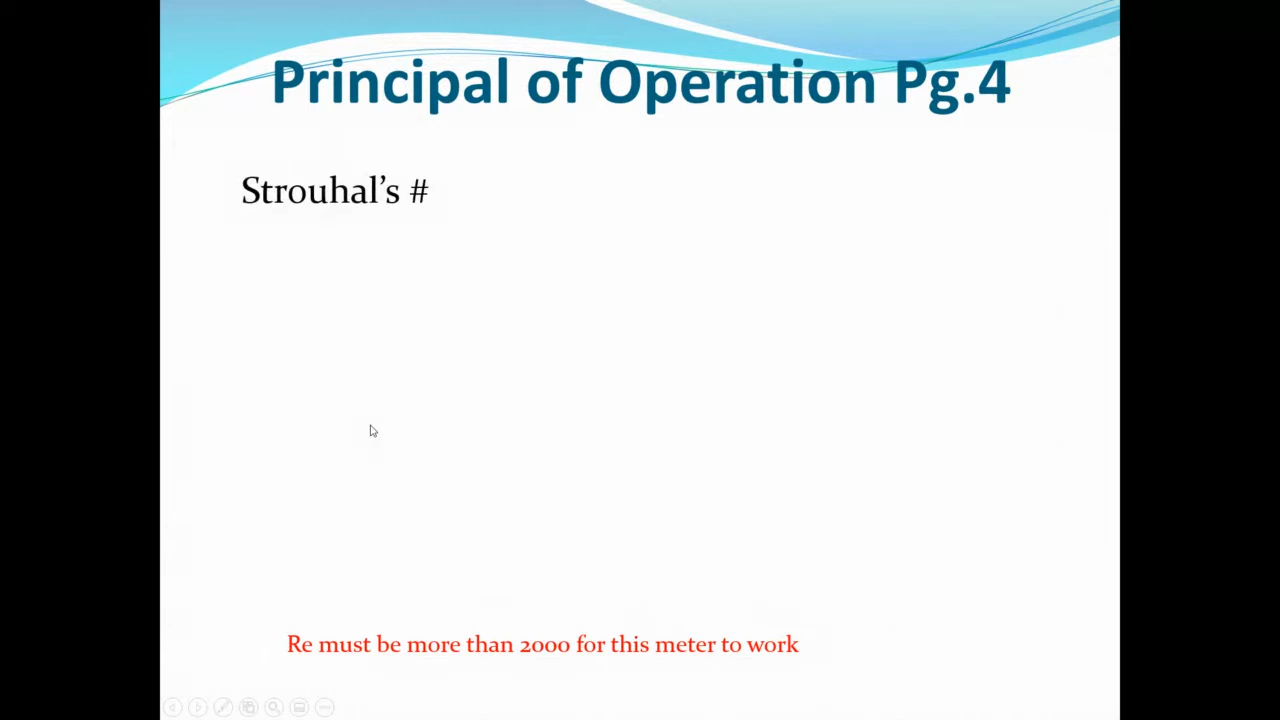 Principal of Operation Pg.4
Strouhal’s #
Re must be more than 2000 for this meter to work